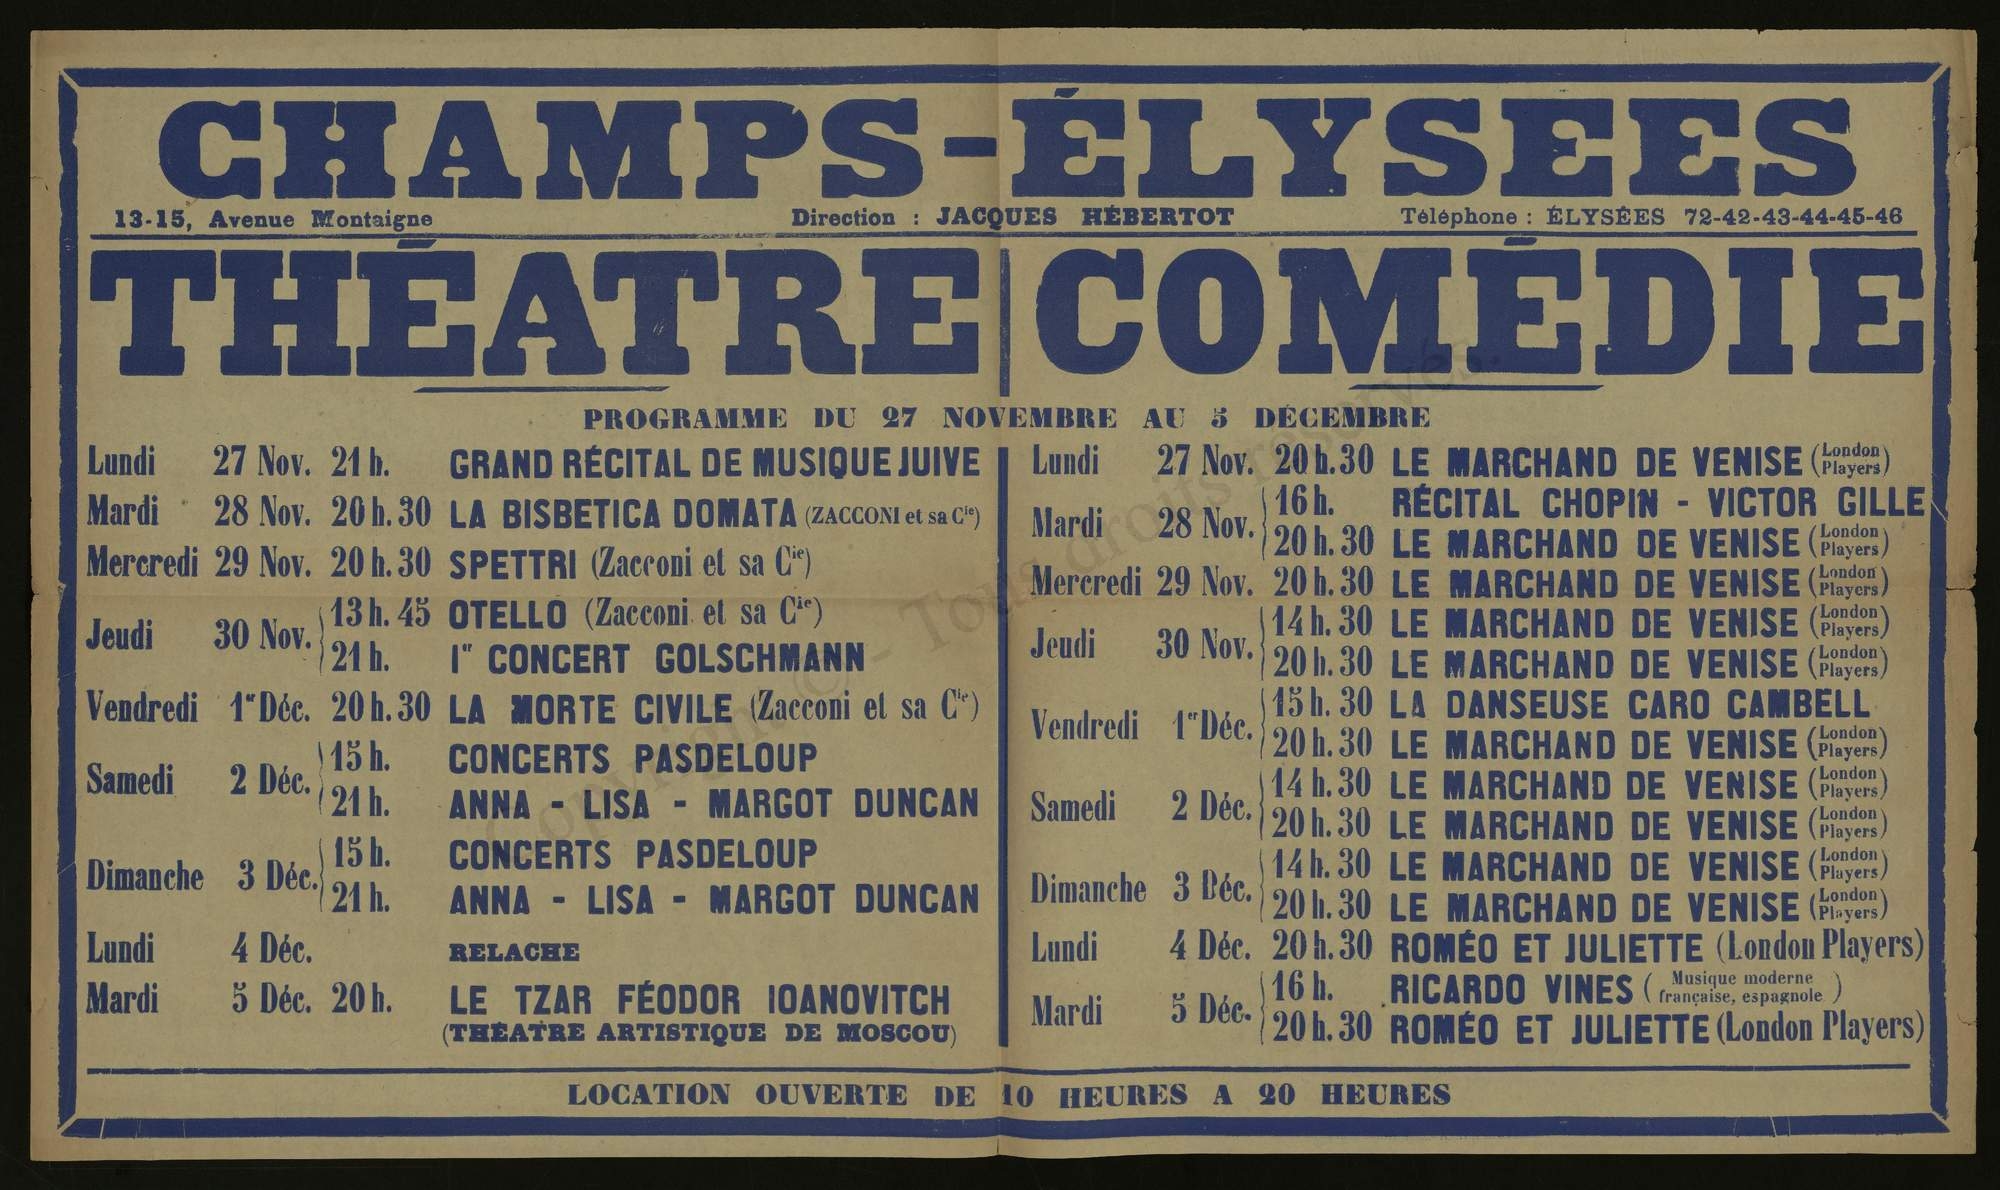 CHAMPS-ÉLYSEES
13-15, Avenue Montaigne Direction : JACQUES HÉBERTOT Téléphone : ÉLYSÉES 72-42-43-44-45-46
THÉATRE COMÉDIE
PROGRAMME DU 27 NOVEMBRE AU 5 DÉCEMBRE
Lundi 27 Nov. 21 h. GRAND RÉCITAL DE MUSIQUE JUIVE
Mardi 28 Nov. 20 h. 30 LA BISBETICA DOMATA (ZACCONI et sa Cie)
Mercredi 29 Nov. 20 h. 30 SPETTRI (Zacconi et sa Cie)
Jeudi 30 Nov. 13 h. 45 OTELLO (Zacconi et sa Cie)
21 h. Ier CONCERT GOLSCHMANN
Vendredi 1er Déc. 20 h. 30 LA MORTE CIVILE (Zacconi et sa Cie)
Samedi 2 Déc. 15 h. CONCERTS PASDELOUP
21 h. ANNA - LISA - MARGOT DUNCAN
Dimanche 3 Déc. 15 h. CONCERTS PASDELOUP
21 h. ANNA - LISA - MARGOT DUNCAN
Lundi 4 Déc. RELACHE
Mardi 5 Déc. 20 h. LE TZAR FÉODOR IOANOVITCH
(THÉATRE ARTISTIQUE DE MOSCOU)
Lundi 27 Nov. 20 h. 30 LE MARCHAND DE VENISE (London Players)
Mardi 28 Nov. 16 h. RÉCITAL CHOPIN - VICTOR GILLE
20 h. 30 LE MARCHAND DE VENISE (London Players)
Mercredi 29 Nov. 20 h. 30 LE MARCHAND DE VENISE (London Players)
Jeudi 30 Nov. 14 h. 30 LE MARCHAND DE VENISE (London Players)
20 h. 30 LE MARCHAND DE VENISE (London Players)
Vendredi 1er Déc. 15 h. 30 LA DANSEUSE CARO CAMBELL
20 h. 30 LE MARCHAND DE VENISE (London Players)
Samedi 2 Déc. 14 h. 30 LE MARCHAND DE VENISE (London Players)
20 h. 30 LE MARCHAND DE VENISE (London Players)
Dimanche 3 Déc. 14 h. 30 LE MARCHAND DE VENISE (London Players)
20 h. 30 LE MARCHAND DE VENISE (London Players)
Lundi 4 Déc. 20 h. 30 ROMÉO ET JULIETTE (London Players)
Mardi 5 Déc. 16 h. RICARDO VINES (Musique moderne française, espagnole)
20 h. 30 ROMÉO ET JULIETTE (London Players)
LOCATION OUVERTE DE 10 HEURES A 20 HEURES
Copyright © - Tous droits réservés.